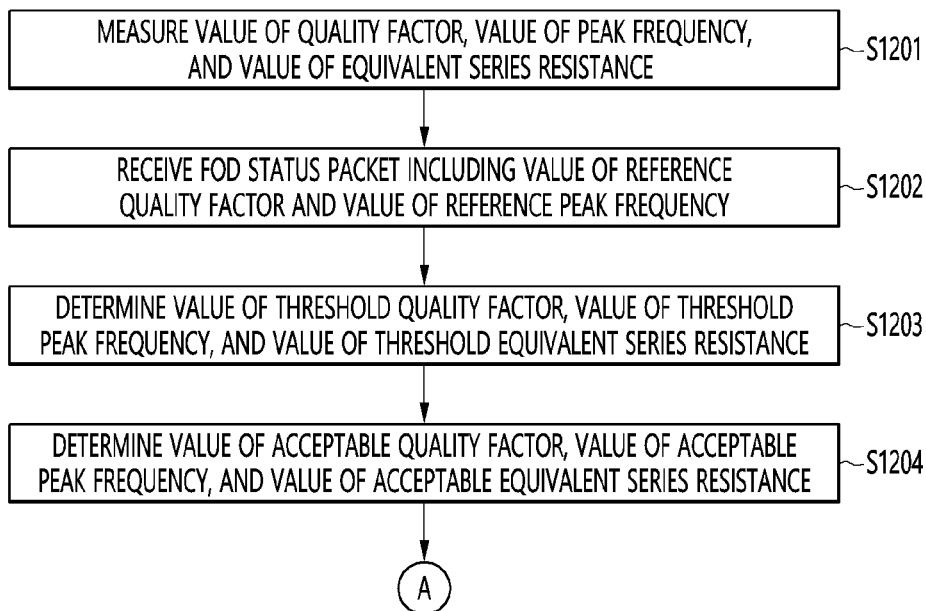 MEASURE VALUE OF QUALITY FACTOR, VALUE OF PEAK FREQUENCY,
AND VALUE OF EQUIVALENT SERIES RESISTANCE
S1201
RECEIVE FOD STATUS PACKET INCLUDING VALUE OF REFERENCE
QUALITY FACTOR AND VALUE OF REFERENCE PEAK FREQUENCY
S1202
DETERMINE VALUE OF THRESHOLD QUALITY FACTOR, VALUE OF THRESHOLD
PEAK FREQUENCY, AND VALUE OF THRESHOLD EQUIVALENT SERIES RESISTANCE
S1203
DETERMINE VALUE OF ACCEPTABLE QUALITY FACTOR, VALUE OF ACCEPTABLE
PEAK FREQUENCY, AND VALUE OF ACCEPTABLE EQUIVALENT SERIES RESISTANCE
S1204
A